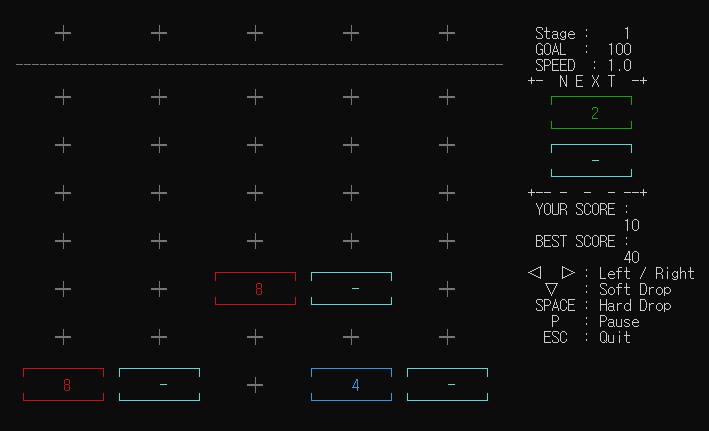 + + + + +
Stage : 1
GOAL : 100
SPEED : 1.0
------------------------------------------------------------
+- N E X T -+
+ + + + +
2
+ + + + +
-
+ + + + +
+-- - - - --+
YOUR SCORE :
10
+ + + + +
BEST SCORE :
40
◁ ▷ : Left / Right
+ + 8 - +
▽ : Soft Drop
SPACE : Hard Drop
P : Pause
+ + + + +
ESC : Quit
8 - + 4 -